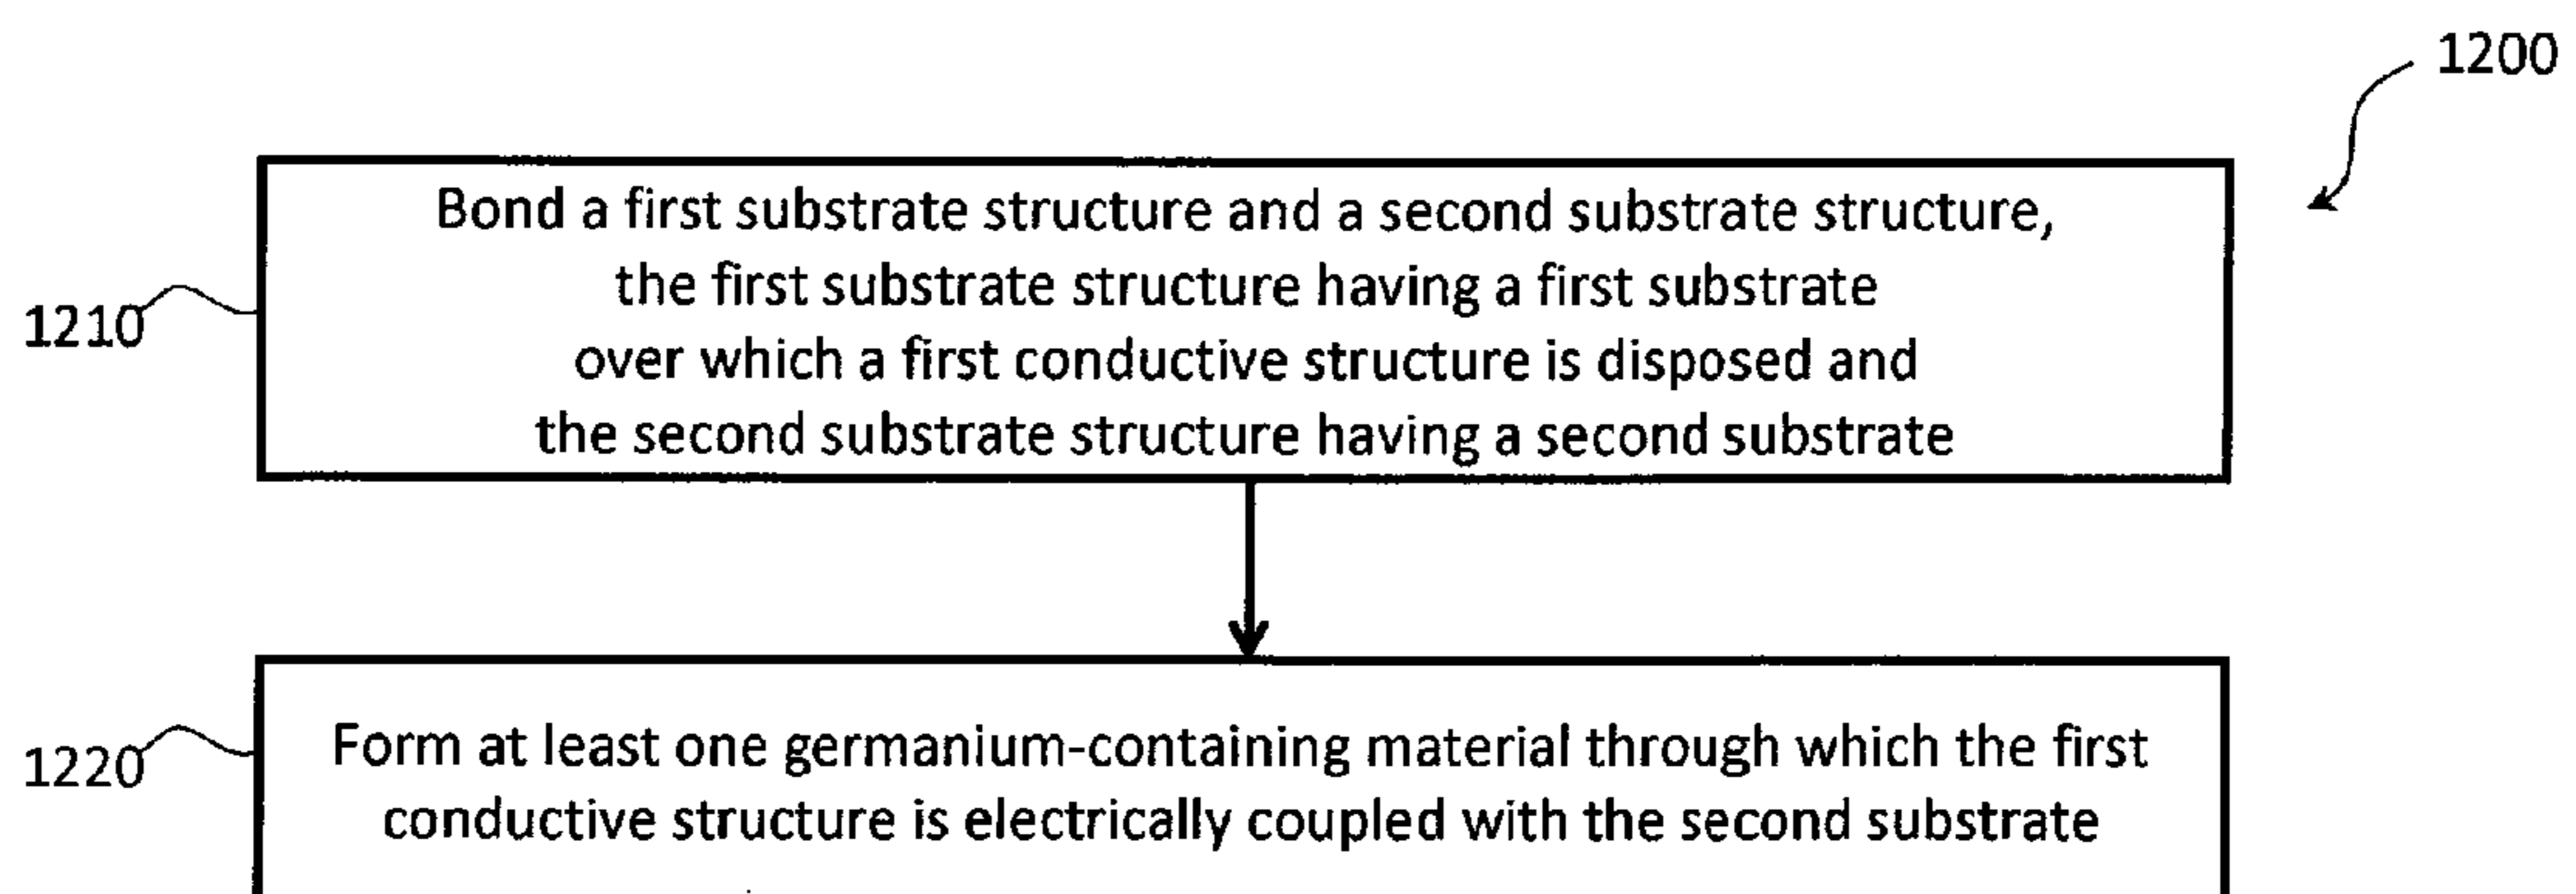 1200
Bond a first substrate structure and a second substrate structure,
the first substrate structure having a first substrate
1210
over which a first conductive structure is disposed and
the second substrate structure having a second substrate
1220
Form at least one germanium-containing material through which the first
conductive structure is electrically coupled with the second substrate